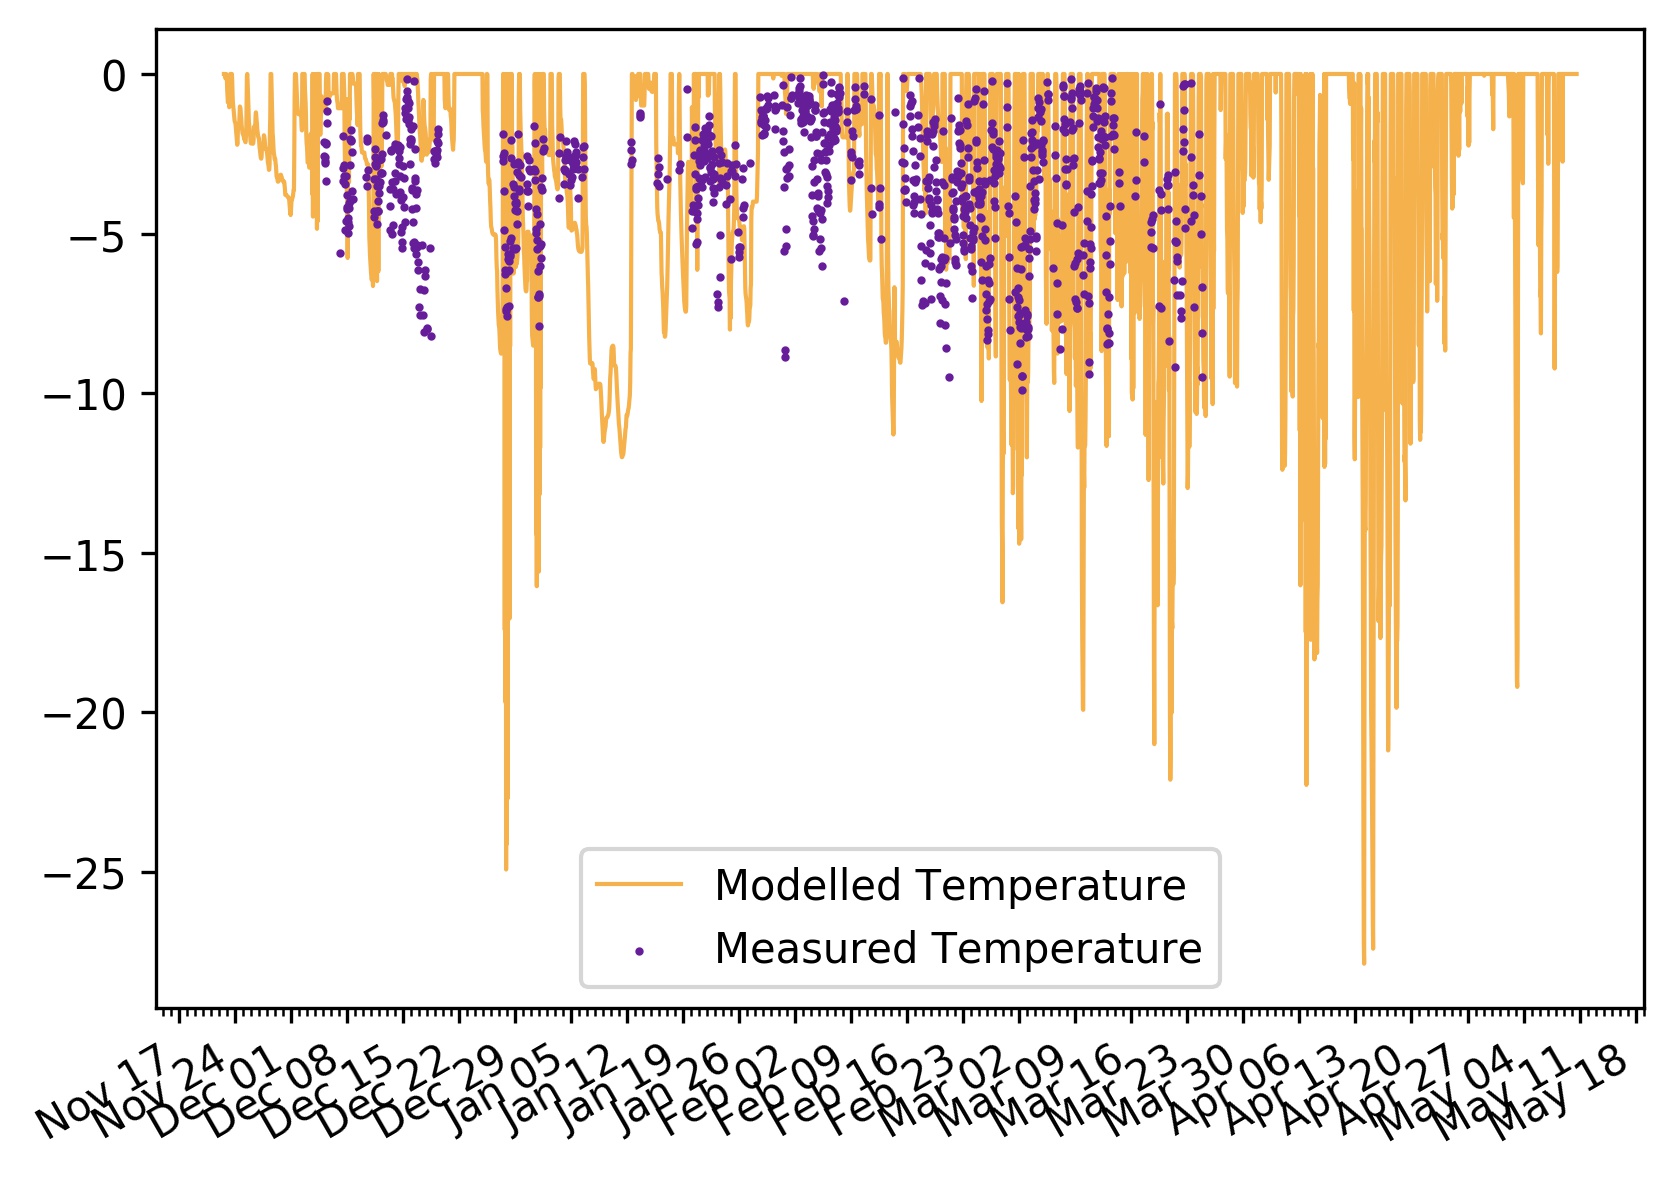 0
−5
−10
−15
−20
−25
Modelled Temperature
Measured Temperature
Nov 17
Nov 24
Dec 01
Dec 08
Dec 15
Dec 22
Dec 29
Jan 05
Jan 12
Jan 19
Jan 26
Feb 02
Feb 09
Feb 16
Feb 23
Mar 02
Mar 09
Mar 16
Mar 23
Mar 30
Apr 06
Apr 13
Apr 20
Apr 27
May 04
May 11
May 18